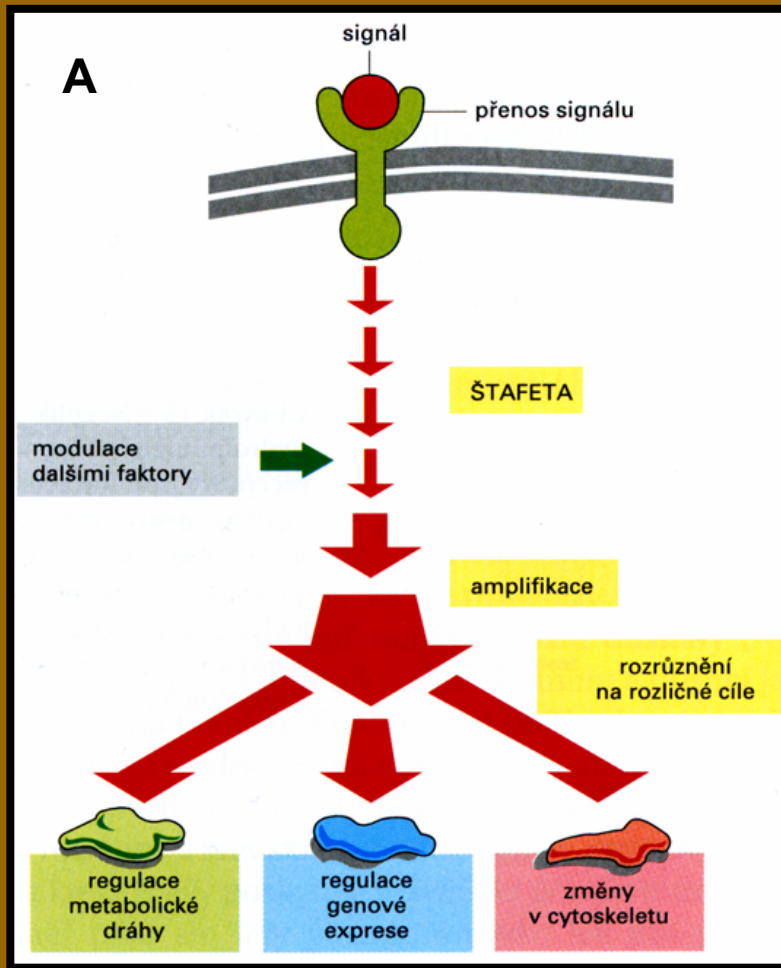 signál
A
přenos signálu
ŠTAFETA
modulace
dalšími faktory
amplifikace
rozrůznění
na rozličné cíle
regulace
metabolické
dráhy
regulace
genové
exprese
změny
v cytoskeletu